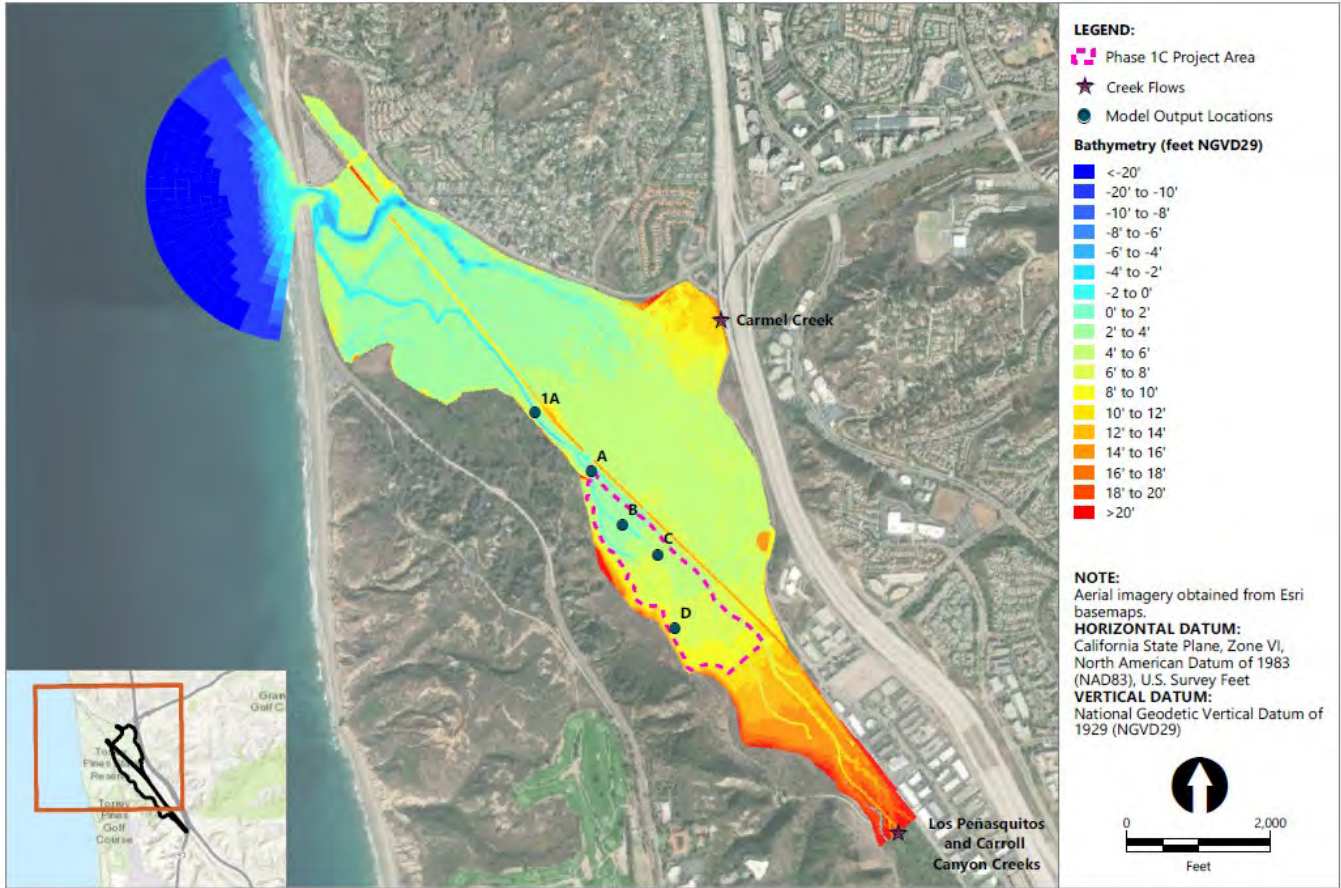 LEGEND:
Phase 1C Project Area
Creek Flows
Model Output Locations
Bathymetry (feet NGVD29)
<-20'
-20' to -10'
-10' to -8'
-8' to -6'
-6' to -4'
-4' to -2'
-2 to 0'
0' to 2'
2' to 4'
4' to 6'
6' to 8'
8' to 10'
10' to 12'
12' to 14'
14' to 16'
16' to 18'
18' to 20'
>20'
NOTE:
Aerial imagery obtained from Esri
basemaps.
HORIZONTAL DATUM:
California State Plane, Zone VI,
North American Datum of 1983
(NAD83), U.S. Survey Feet
VERTICAL DATUM:
National Geodetic Vertical Datum of
1929 (NGVD29)
0 2,000
Feet
Carmel Creek
1A
A
B
C
D
Los Peñasquitos
and Carroll
Canyon Creeks
Golf C
Pines
Torrey
Pines
Golf
Course